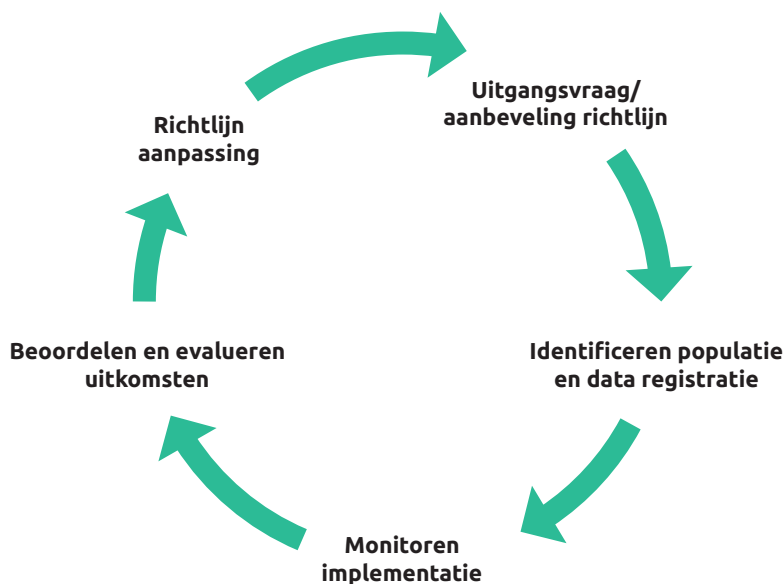 Uitgangsvraag/
aanbeveling richtlijn
Identificeren populatie
en data registratie
Monitoren
implementatie
Beoordelen en evalueren
uitkomsten
Richtlijn
aanpassing